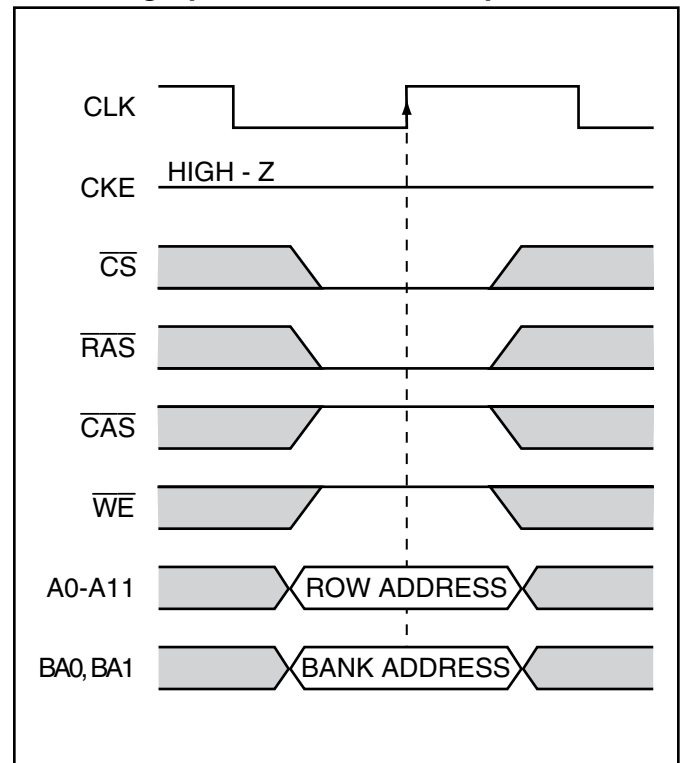 CLK
CKE HIGH - Z
CS
RAS
CAS
WE
A0-A11 ROW ADDRESS
BA0, BA1 BANK ADDRESS